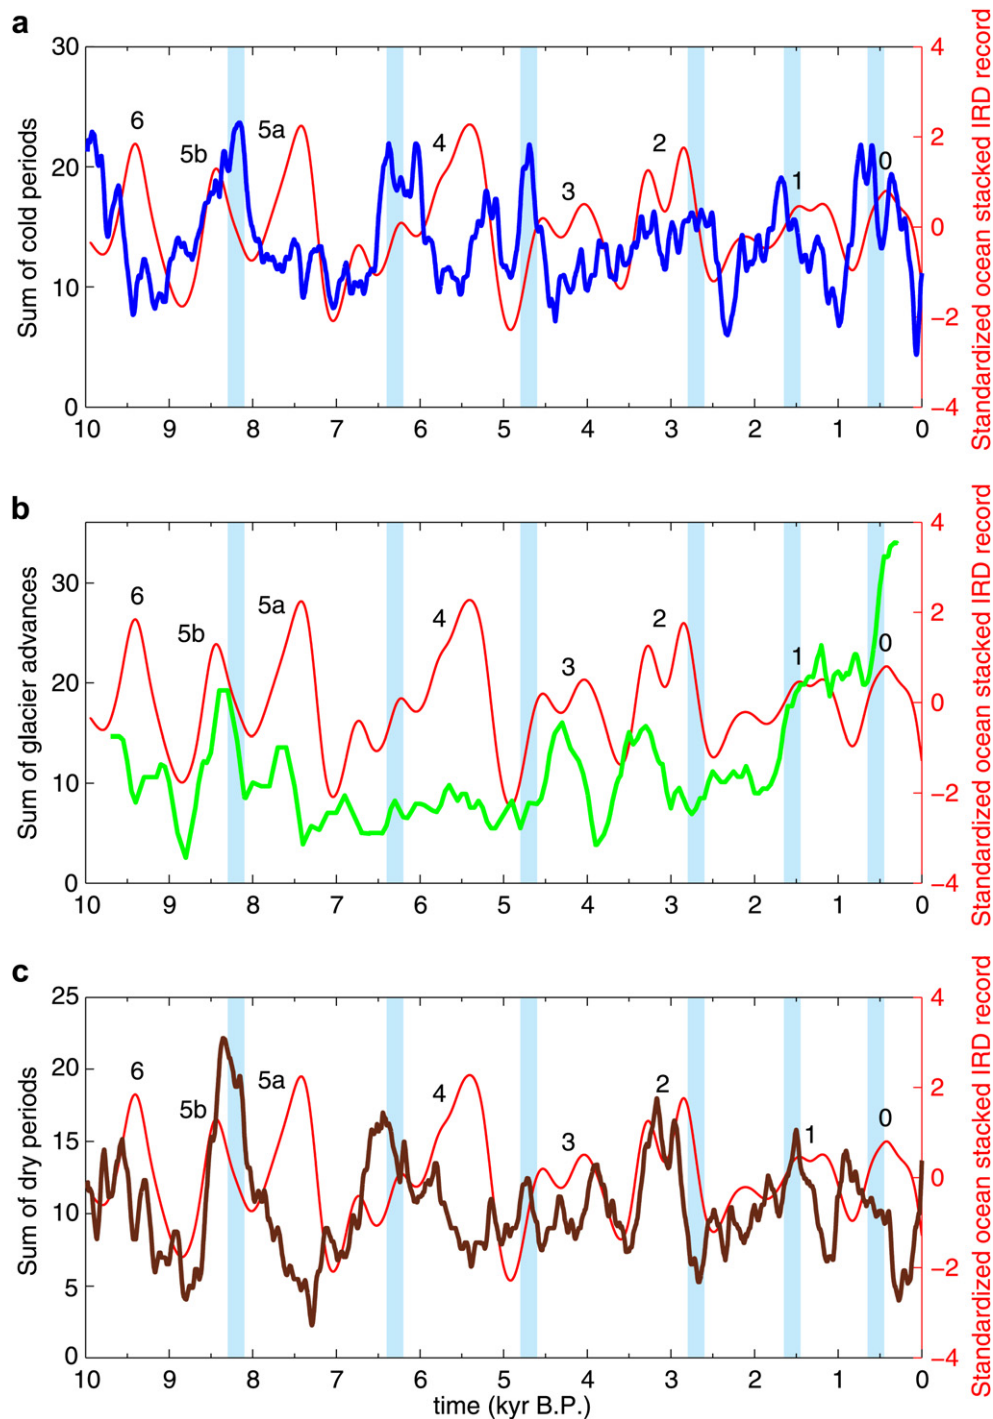 a
Sum of cold periods
30
20
10
0
6
5b
5a
4
3
2
1
0
4
2
0
−2
−4
Standardized ocean stacked IRD record
10 9 8 7 6 5 4 3 2 1 0
b
Sum of glacier advances
30
20
10
0
6
5b
5a
4
3
2
1
0
4
2
0
−2
−4
Standardized ocean stacked IRD record
10 9 8 7 6 5 4 3 2 1 0
c
Sum of dry periods
25
20
15
10
5
0
6
5b
5a
4
3
2
1
0
4
2
0
−2
−4
Standardized ocean stacked IRD record
10 9 8 7 6 5 4 3 2 1 0
time (kyr B.P.)